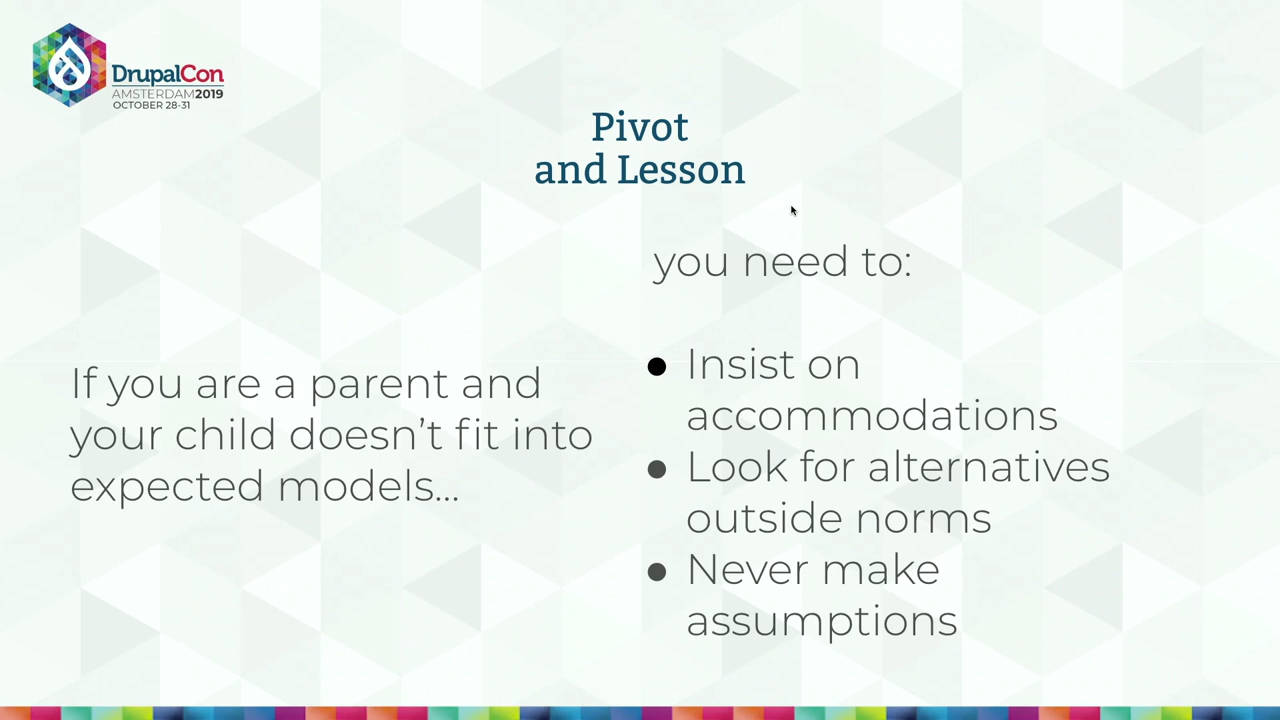 DrupalCon
AMSTERDAM2019
OCTOBER 28-31
Pivot
and Lesson
If you are a parent and
your child doesn’t fit into
expected models...
you need to:
● Insist on
accommodations
● Look for alternatives
outside norms
● Never make
assumptions